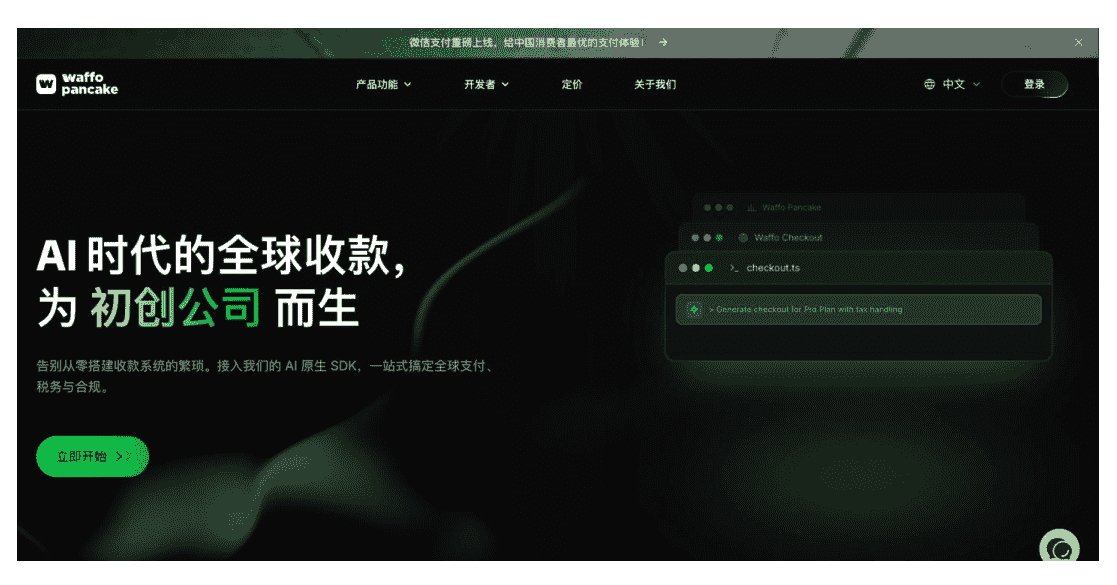 微信支付重磅上线，给中国消费者最优的支付体验！ →
waffo pancake
产品功能
开发者
定价
关于我们
中文
登录
AI 时代的全球收款，
为 初创公司 而生
告别从零搭建收款系统的繁琐。接入我们的 AI 原生 SDK，一站式搞定全球支付、
税务与合规。
立即开始
Waffo Pancake
Waffo Checkout
>_ checkout.ts
> Generate checkout for Pro Plan with tax handling